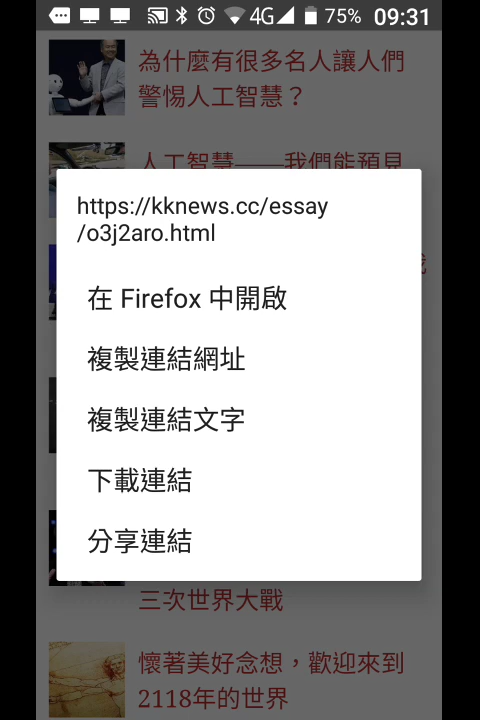 4G 75% 09:31
為什麼有很多名人讓人們
警惕人工智慧？
人工智慧——我們能預見
https://kknews.cc/essay
/o3j2aro.html
在 Firefox 中開啟
複製連結網址
複製連結文字
下載連結
分享連結
三次世界大戰
懷著美好念想，歡迎來到
2118年的世界